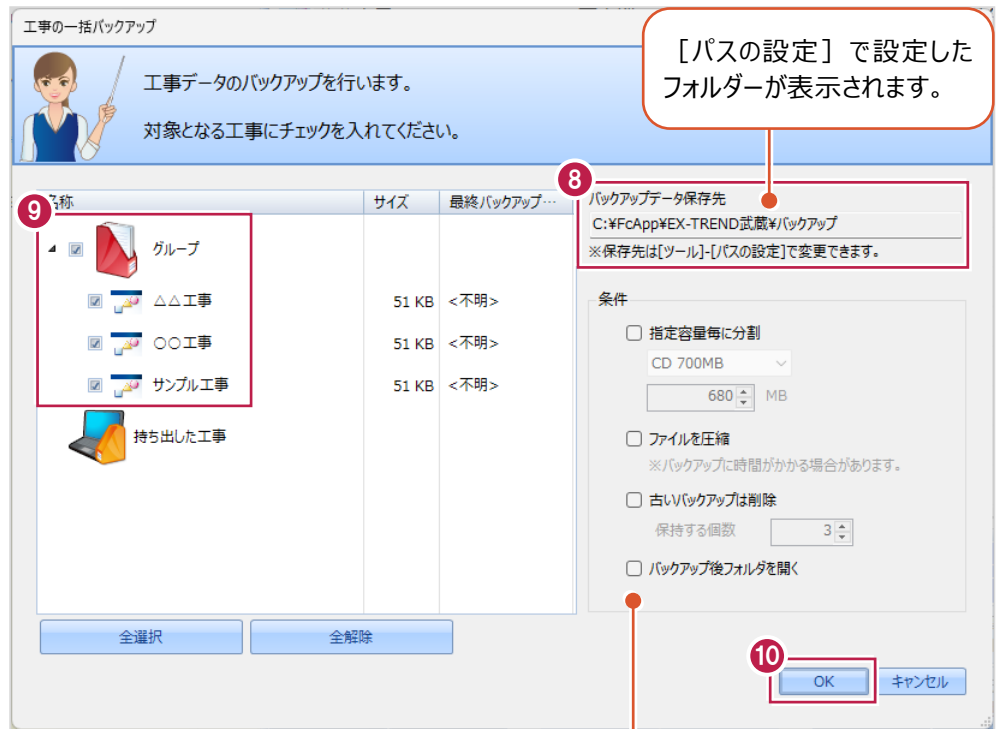 工事の一括バックアップ
［パスの設定］で設定した
フォルダーが表示されます。
工事データのバックアップを行います。
対象となる工事にチェックを入れてください。
8
9
名称 サイズ 最終バックアップ…
グループ
△△工事 51 KB <不明>
○○工事 51 KB <不明>
サンプル工事 51 KB <不明>
持ち出した工事
バックアップデータ保存先
C:¥FcApp¥EX-TREND武蔵¥バックアップ
※保存先は[ツール]-[パスの設定]で変更できます。
条件
指定容量毎に分割
CD 700MB
680 MB
ファイルを圧縮
※バックアップに時間がかかる場合があります。
古いバックアップは削除
保持する個数 3
バックアップ後フォルダを開く
全選択 全解除
10
OK キャンセル